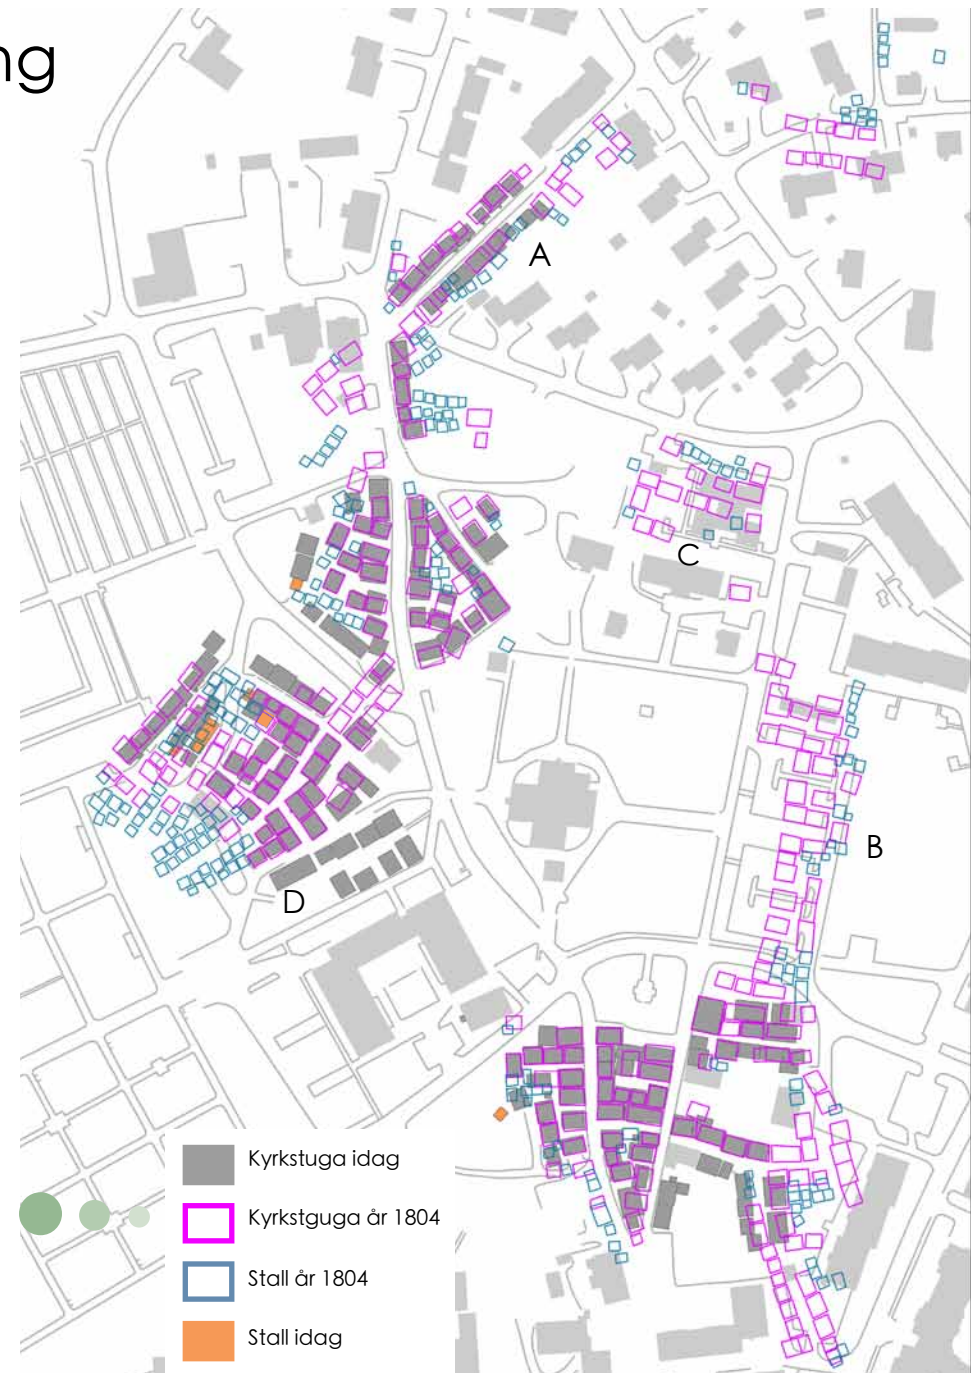 ng
A
C
B
D
Kyrkstuga idag
Kyrkstguga år 1804
Stall år 1804
Stall idag